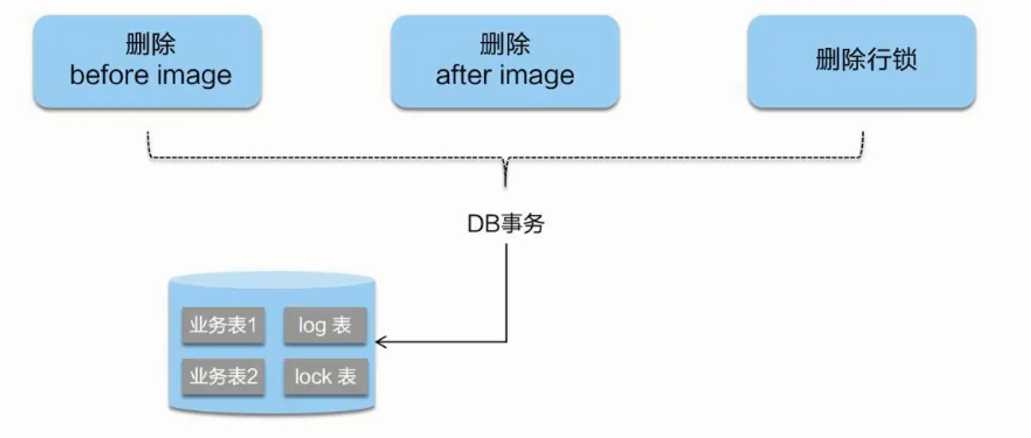 删除
before image
删除
after image
删除行锁
DB事务
业务表1
log 表
业务表2
lock 表